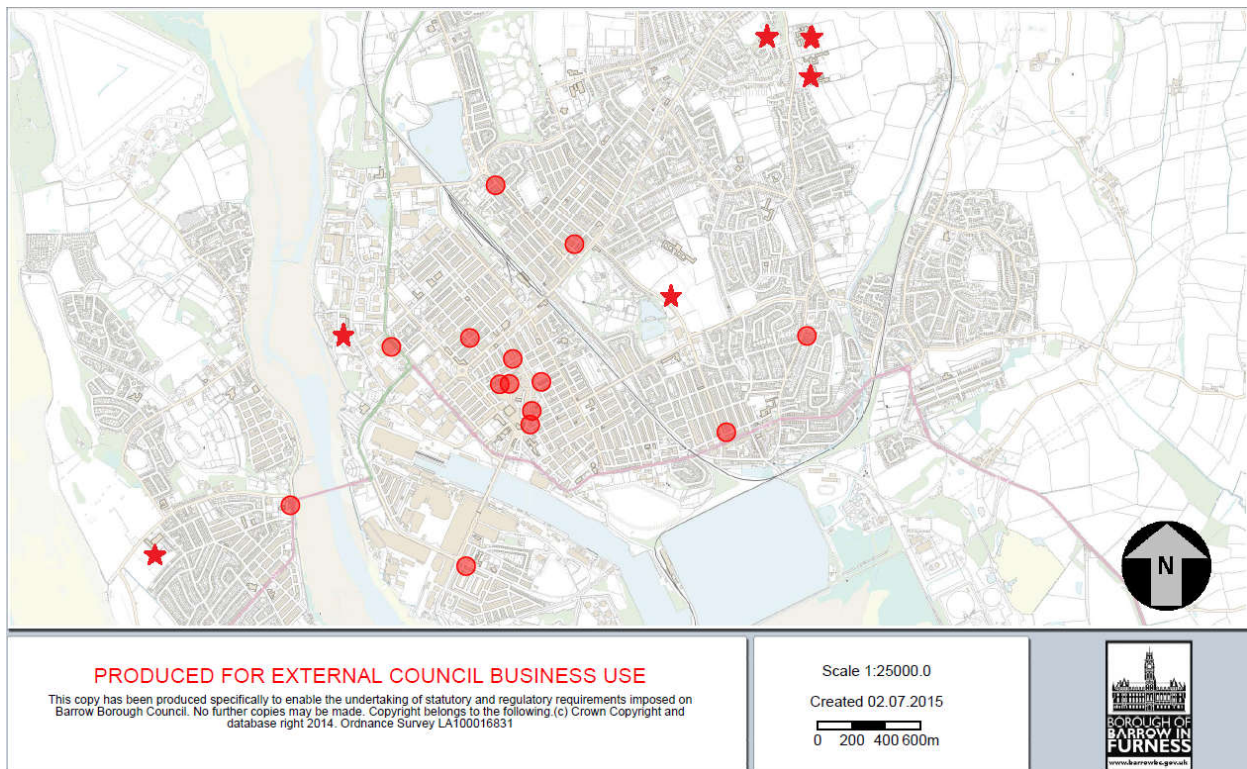 N
PRODUCED FOR EXTERNAL COUNCIL BUSINESS USE
This copy has been produced specifically to enable the undertaking of statutory and regulatory requirements imposed on
Barrow Borough Council. No further copies may be made. Copyright belongs to the following.(c) Crown Copyright and
database right 2014. Ordnance Survey LA100016831
Scale 1:25000.0
Created 02.07.2015
0 200 400 600m
BOROUGH OF
BARROW IN
FURNESS
www.barrowbc.gov.uk